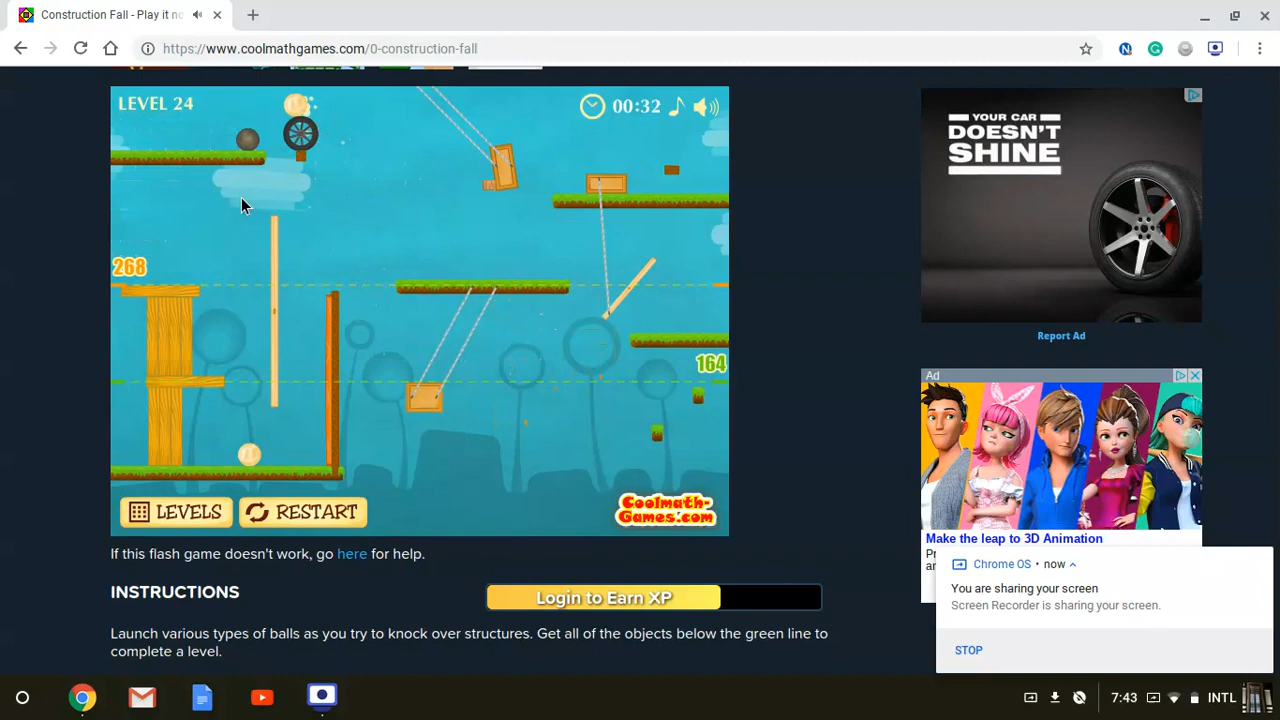 Construction Fall - Play it no
https://www.coolmathgames.com/0-construction-fall
LEVEL 24
00:32
268
164
LEVELS
RESTART
Coolmath-
Games.com
YOUR CAR
DOESN'T
SHINE
Report Ad
Ad
Make the leap to 3D Animation
If this flash game doesn't work, go here for help.
INSTRUCTIONS
Login to Earn XP
Launch various types of balls as you try to knock over structures. Get all of the objects below the green line to
complete a level.
Chrome OS • now
You are sharing your screen
Screen Recorder is sharing your screen.
STOP
7:43
INTL